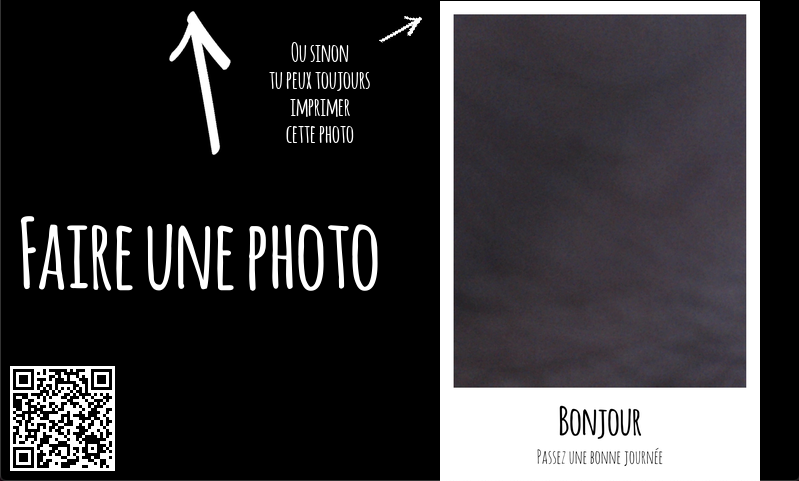 Ou sinon
tu peux toujours
imprimer
cette photo
Faire une photo
Bonjour
Passez une bonne journée